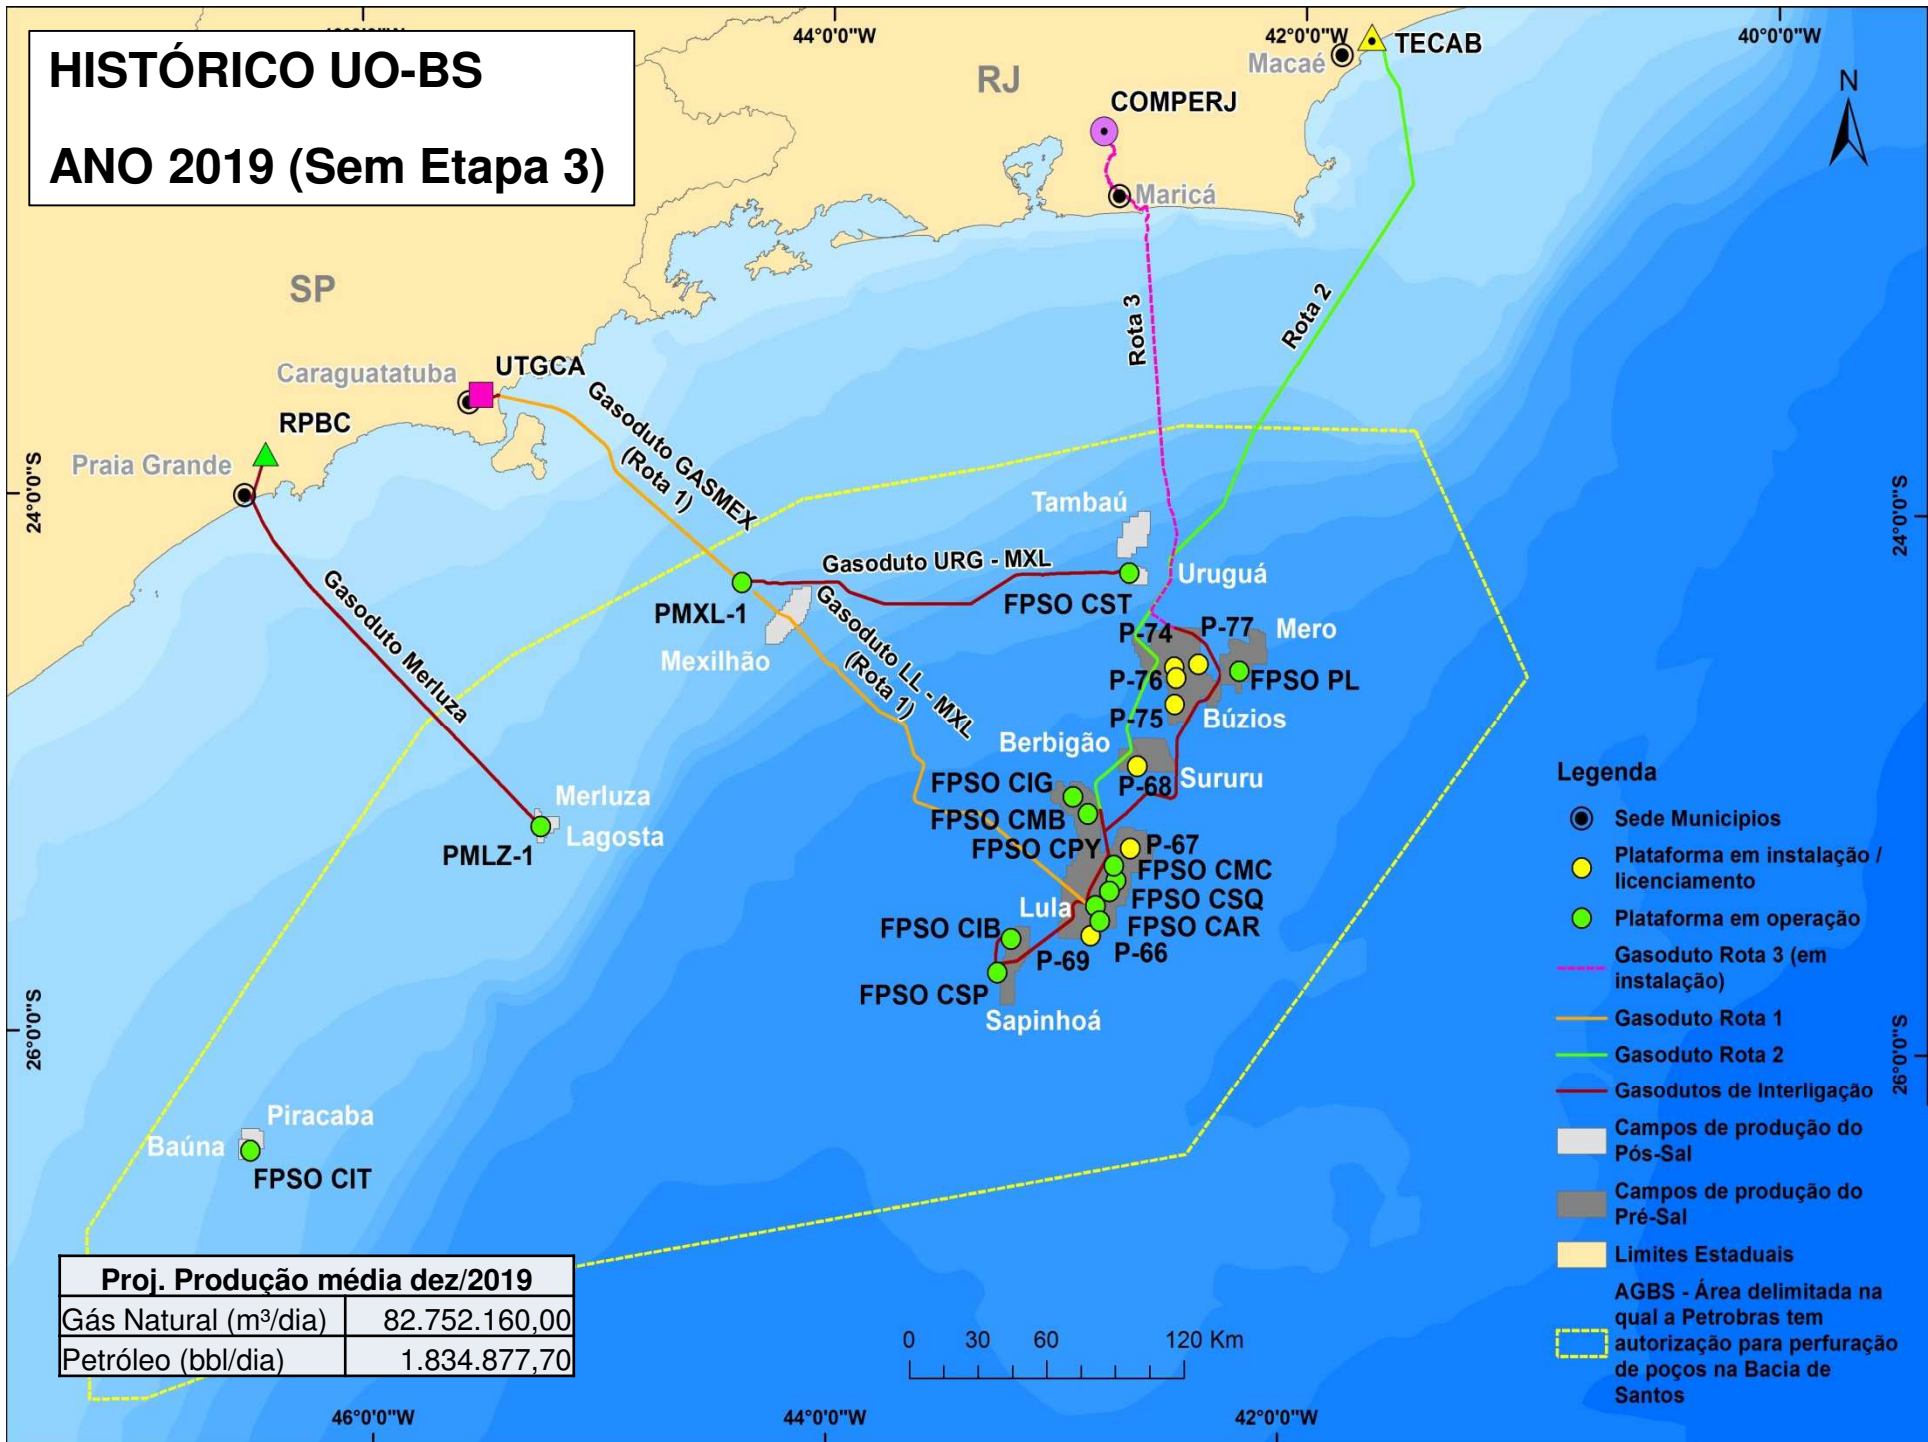 HISTÓRICO UO-BS
ANO 2019 (Sem Etapa 3)
44°0'0"W
42°0'0"W
40°0'0"W
TECAB
Macaé
N
RJ
COMPERJ
Maricá
SP
Rota 3
Rota 2
Caraguatatuba
UTGCA
RPBC
Praia Grande
Gasoduto GASMEX
(Rota 1)
24°0'0"S
24°0'0"S
Tambaú
Gasoduto URG - MXL
Uruguá
FPSO CST
PMXL-1
Mexilhão
Gasoduto LL - MXL
(Rota 1)
Gasoduto Merluza
P-74
P-77
Mero
P-76
FPSO PL
P-75
Búzios
Berbigão
Sururu
P-68
FPSO CIG
FPSO CMB
FPSO CPY
P-67
FPSO CMC
FPSO CSQ
Lula
FPSO CAR
FPSO CIB
P-69
P-66
FPSO CSP
Sapinhoá
Merluza
Lagosta
PMLZ-1
26°0'0"S
26°0'0"S
Piracaba
Baúna
FPSO CIT
Legenda
Sede Municipios
Plataforma em instalação /
licenciamento
Plataforma em operação
Gasoduto Rota 3 (em
instalação)
Gasoduto Rota 1
Gasoduto Rota 2
Gasodutos de Interligação
Campos de produção do
Pós-Sal
Campos de produção do
Pré-Sal
Limites Estaduais
AGBS - Área delimitada na
qual a Petrobras tem
autorização para perfuração
de poços na Bacia de
Santos
Proj. Produção média dez/2019
Gás Natural (m³/dia) 82.752.160,00
Petróleo (bbl/dia) 1.834.877,70
0 30 60 120 Km
46°0'0"W
44°0'0"W
42°0'0"W